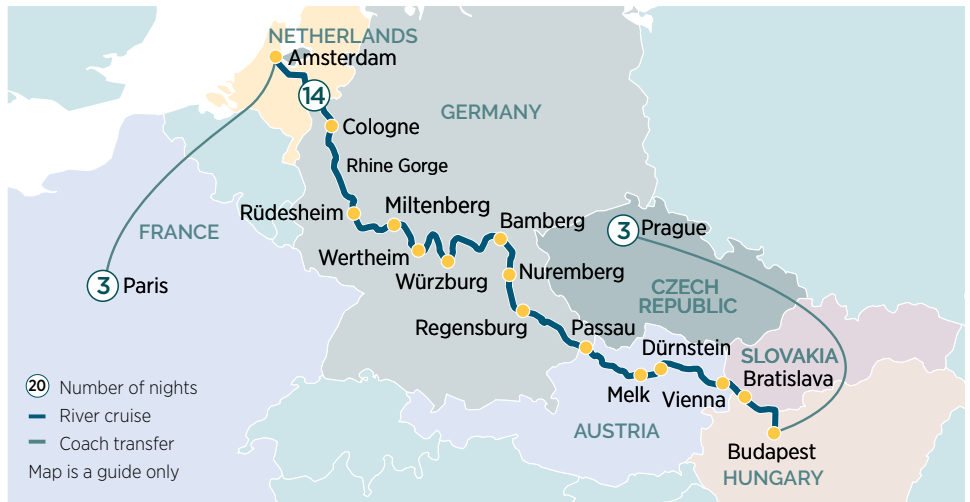 NETHERLANDS
Amsterdam
14
GERMANY
Cologne
Rhine Gorge
Rüdesheim
Miltenberg
Bamberg
3 Prague
FRANCE
Wertheim
Würzburg
Nuremberg
3 Paris
CZECH
REPUBLIC
Regensburg
Passau
Dürnstein
SLOVAKIA
Bratislava
Melk
Vienna
AUSTRIA
Budapest
HUNGARY
20 Number of nights
River cruise
Coach transfer
Map is a guide only